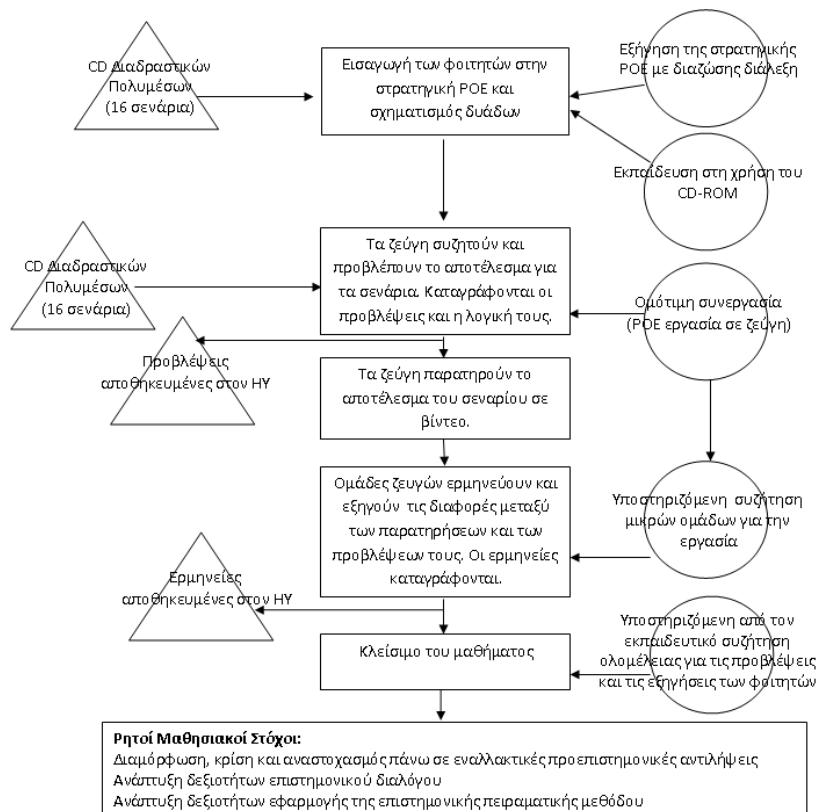 CD Διαδραστικών
Πολυμέσων
(16 σενάρια)
Εισαγωγή των φοιτητών στην
στρατηγική POE και
σχηματισμός δυάδων
Εξήγηση της στρατηγικής
POE με διαζώσης διάλεξη
Εκπαίδευση στη χρήση του
CD-ROM
CD Διαδραστικών
Πολυμέσων
(16 σενάρια)
Τα ζεύγη συζητούν και
προβλέπουν το αποτέλεσμα για
τα σενάρια. Καταγράφονται οι
προβλέψεις και η λογική τους.
Ομότιμη συνεργασία
(POE εργασία σε ζεύγη)
Προβλέψεις
αποθηκευμένες στον ΗΥ
Τα ζεύγη παρατηρούν το
αποτέλεσμα του σεναρίου σε
βίντεο.
Ομάδες ζευγών ερμηνεύουν και
εξηγούν τις διαφορές μεταξύ
των παρατηρήσεων και των
προβλέψεων τους. Οι ερμηνείες
καταγράφονται.
Υποστηριζόμενη συζήτηση
μικρών ομάδων για την
εργασία
Ερμηνείες
αποθηκευμένες στον ΗΥ
Κλείσιμο του μαθήματος
Υποστηριζόμενη από τον
εκπαιδευτικό συζήτηση
ολομέλειας για τις προβλέψεις
και τις εξηγήσεις των φοιτητών
Ρητοί Μαθησιακοί Στόχοι:
Διαμόρφωση, κρίση και αναστοχασμός πάνω σε εναλλακτικές προεπιστημονικές αντιλήψεις
Ανάπτυξη δεξιοτήτων επιστημονικού διαλόγου
Ανάπτυξη δεξιοτήτων εφαρμογής της επιστημονικής πειραματικής μεθόδου